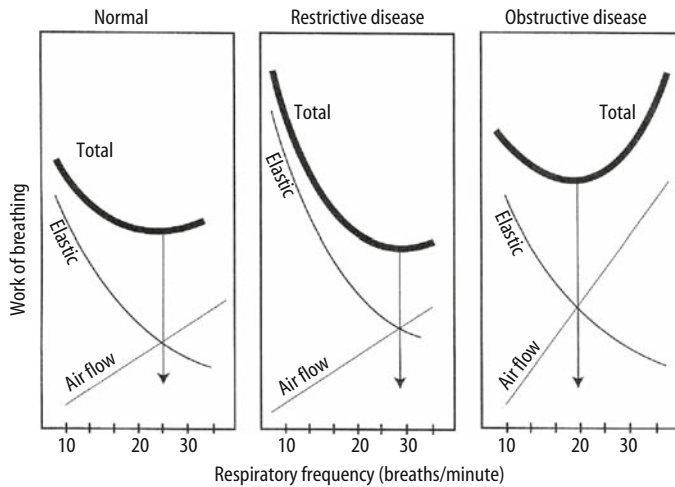 Normal
Restrictive disease
Obstructive disease
Work of breathing
Total
Elastic
Air flow
Total
Elastic
Air flow
Total
Elastic
Air flow
10 20 30
10 20 30
10 20 30
Respiratory frequency (breaths/minute)